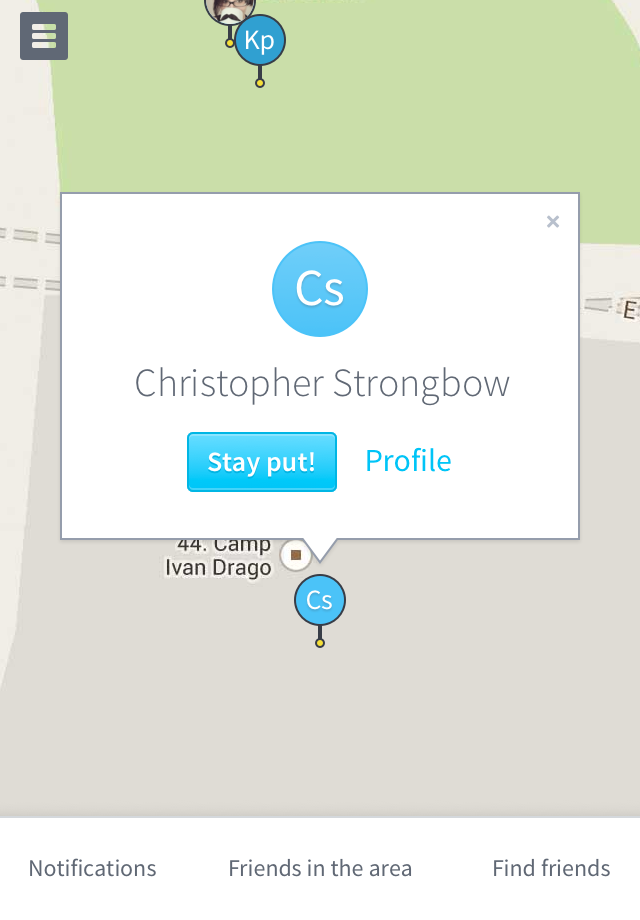 Kp
Cs
Christopher Strongbow
Stay put!
Profile
E
44. Camp
Ivan Drago
Cs
Notifications
Friends in the area
Find friends